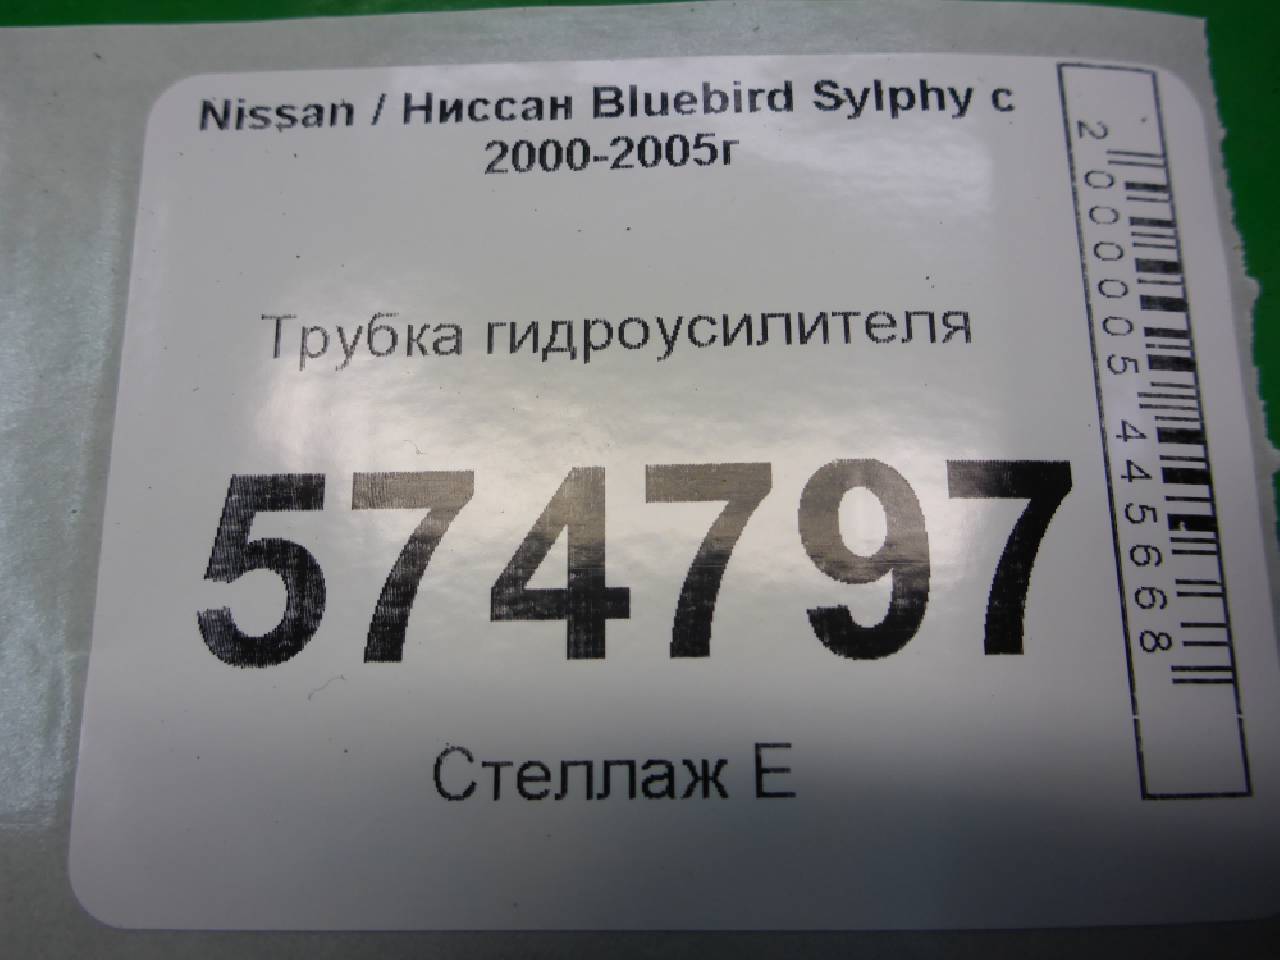 Nissan / Ниссан Bluebird Sylphy с
2000-2005г
Трубка гидроусилителя
574797
Стеллаж Е
2000005445668